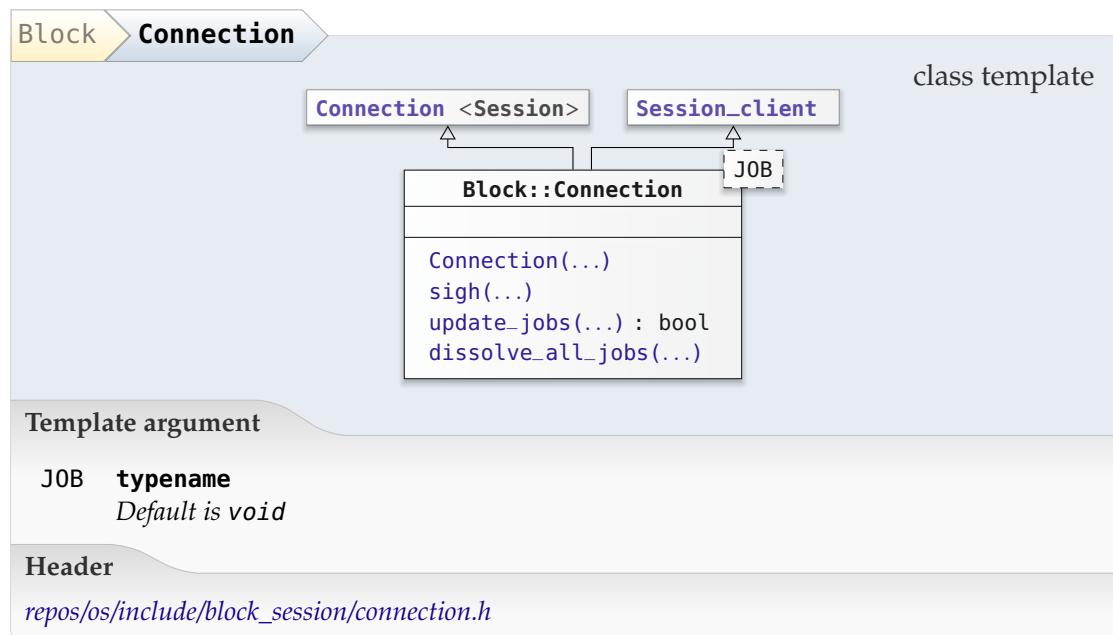 Block Connection
class template
Connection <Session> Session_client
JOB
Block::Connection
Connection(...)
sigh(...)
update_jobs(...) : bool
dissolve_all_jobs(...)
Template argument
JOB typename
Default is void
Header
repos/os/include/block_session/connection.h